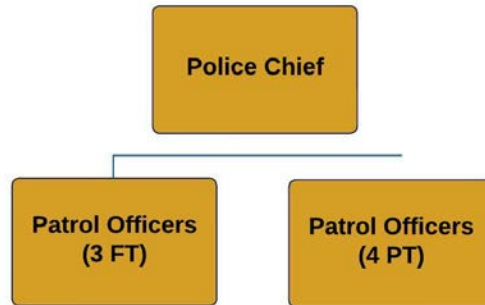 Police Chief
Patrol Officers
(3 FT)
Patrol Officers
(4 PT)